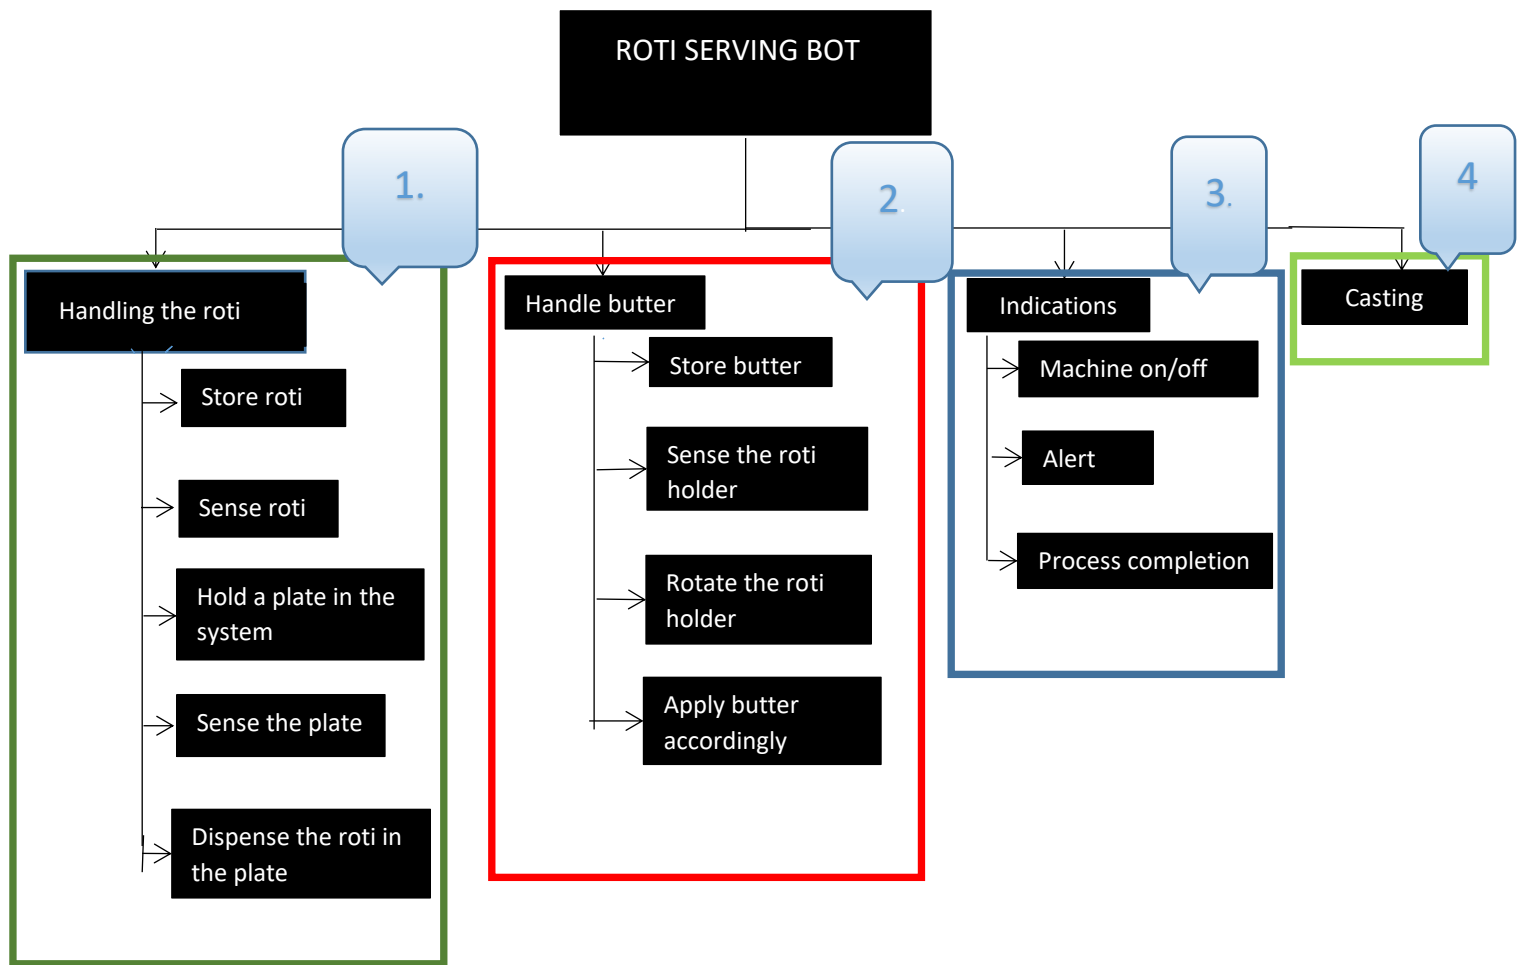 ROTI SERVING BOT
1.
2.
3.
4
Handling the roti
Store roti
Sense roti
Hold a plate in the
system
Sense the plate
Dispense the roti in
the plate
Handle butter
Store butter
Sense the roti
holder
Rotate the roti
holder
Apply butter
accordingly
Indications
Machine on/off
Alert
Process completion
Casting